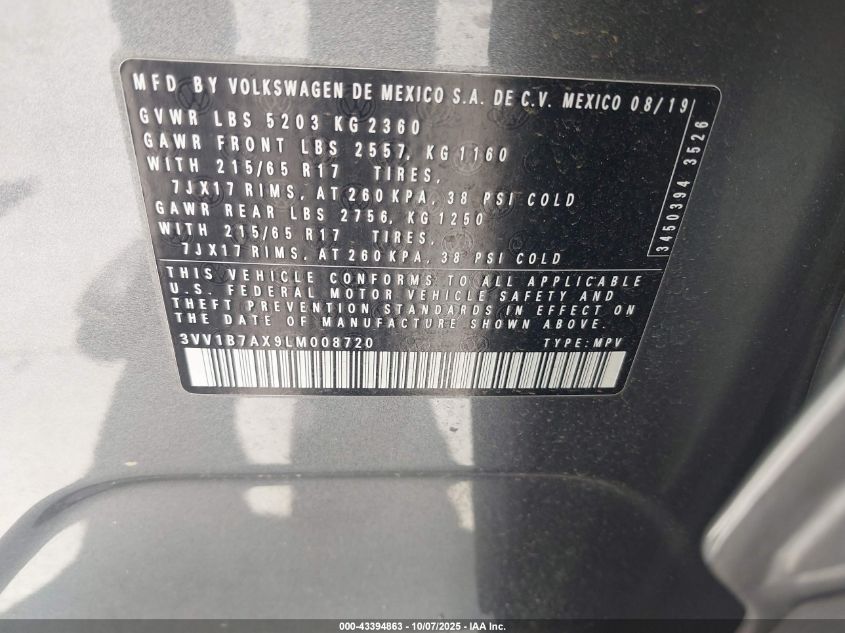 MFD BY VOLKSWAGEN DE MEXICO S.A. DE C.V. MEXICO 08/19
GVWR LBS 5203 KG 2360
GAWR FRONT LBS 2557, KG 1160
WITH 215/65 R17 TIRES,
7JX17 RIMS, AT 260 KPA, 38 PSI COLD
GAWR REAR LBS 2756, KG 1250
WITH 215/65 R17 TIRES,
7JX17 RIMS, AT 260 KPA, 38 PSI COLD
3450394 3526
THIS VEHICLE CONFORMS TO ALL APPLICABLE
U.S. FEDERAL MOTOR VEHICLE SAFETY AND
THEFT PREVENTION STANDARDS IN EFFECT ON
THE DATE OF MANUFACTURE SHOWN ABOVE.
3VV1B7AX9LM008720 TYPE: MPV
000-43394863 - 10/07/2025 - IAA Inc.